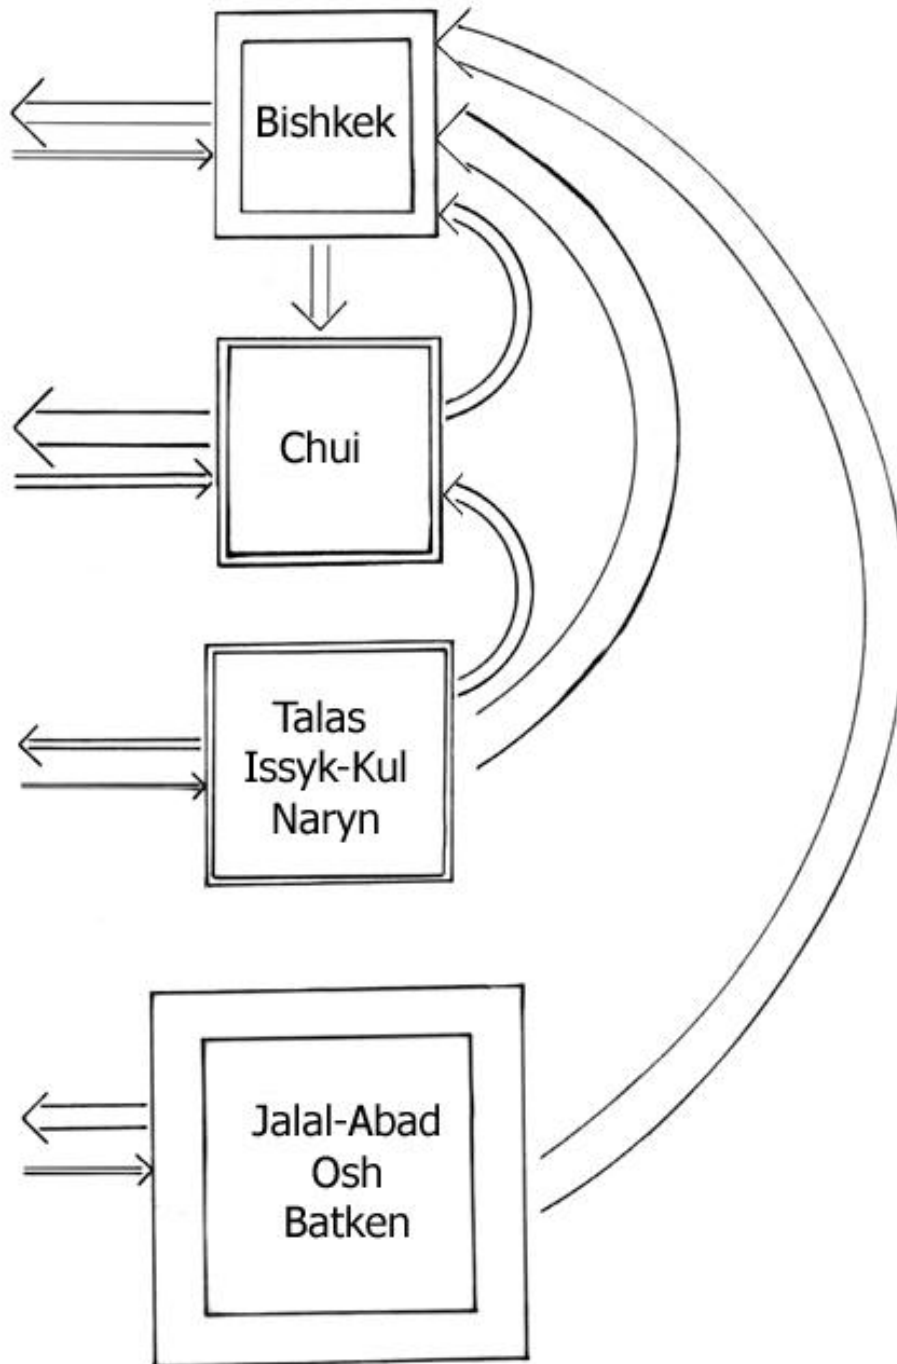 Bishkek
Chui
Talas
Issyk-Kul
Naryn
Jalal-Abad
Osh
Batken